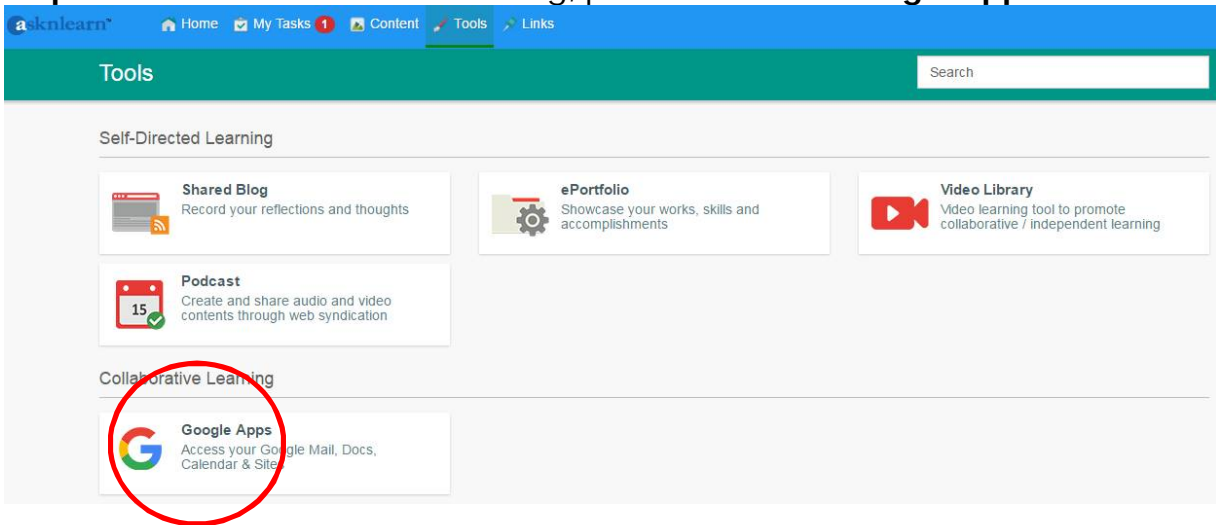 asknlearn Home My Tasks 1 Content Tools Links
Tools
Search
Self-Directed Learning
Shared Blog
Record your reflections and thoughts
ePortfolio
Showcase your works, skills and
accomplishments
Video Library
Video learning tool to promote
collaborative / independent learning
Podcast
Create and share audio and video
contents through web syndication
15
Collaborative Learning
Google Apps
Access your Google Mail, Docs,
Calendar & Sites